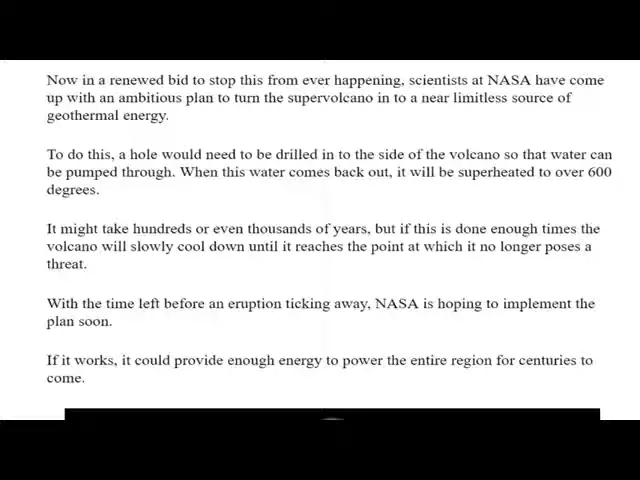 Now in a renewed bid to stop this from ever happening, scientists at NASA have come
up with an ambitious plan to turn the supervolcano in to a near limitless source of
geothermal energy.
To do this, a hole would need to be drilled in to the side of the volcano so that water can
be pumped through. When this water comes back out, it will be superheated to over 600
degrees.
It might take hundreds or even thousands of years, but if this is done enough times the
volcano will slowly cool down until it reaches the point at which it no longer poses a
threat.
With the time left before an eruption ticking away, NASA is hoping to implement the
plan soon.
If it works, it could provide enough energy to power the entire region for centuries to
come.